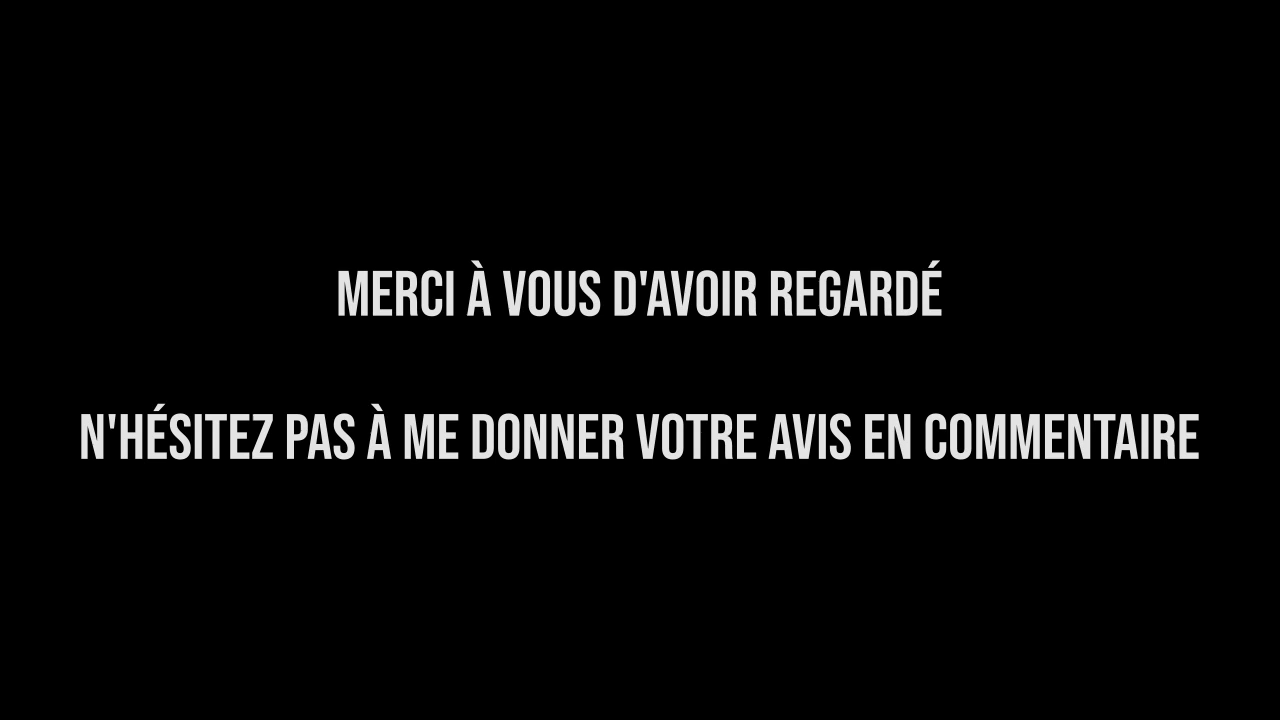 MERCI À VOUS D'AVOIR REGARDÉ
N'HÉSITEZ PAS À ME DONNER VOTRE AVIS EN COMMENTAIRE